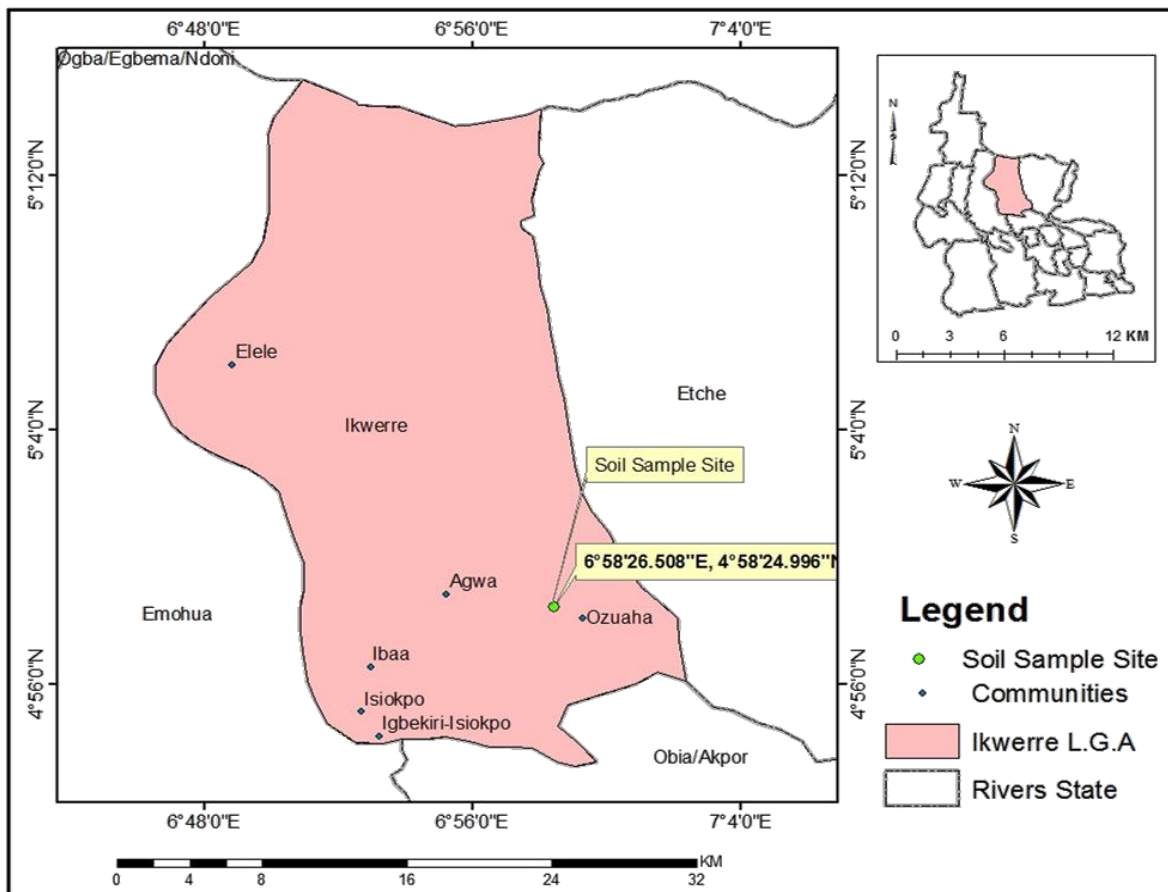 6°48'0"E 6°56'0"E 7°4'0"E
Ogba/Egbema/Ndoni
5°12'0"N
5°12'0"N
Elele
Ikwerre
Etche
5°4'0"N
5°4'0"N
Soil Sample Site
6°58'26.508"E, 4°58'24.996"N
Agwa
Emohua
Ozuaha
Ibaa
4°56'0"N
4°56'0"N
Isiokpo
Igbekiri-Isiokpo
Obia/Akpor
6°48'0"E 6°56'0"E 7°4'0"E
KM
0 4 8 16 24 32
N
0 3 6 12 KM
N
W E
S
Legend
Soil Sample Site
Communities
Ikwerre L.G.A
Rivers State